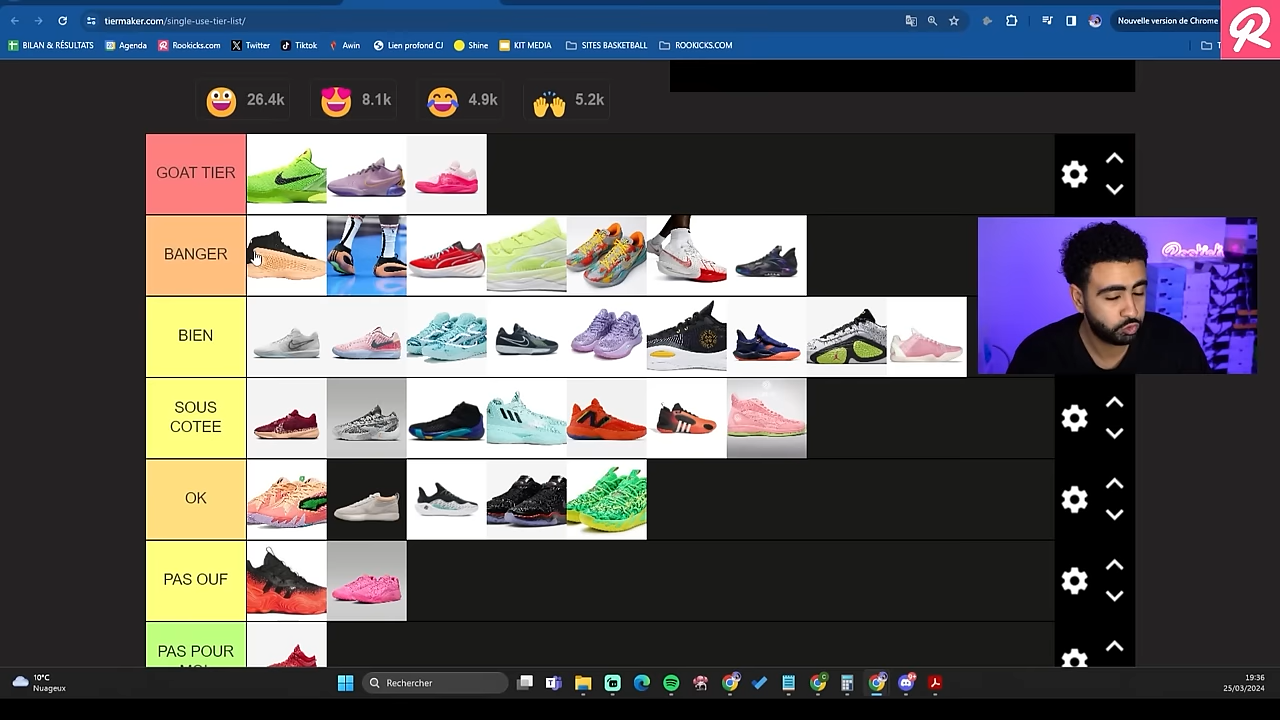 tiermaker.com/single-use-tier-list/
Nouvelle version de Chrome
R
BILAN & RÉSULTATS
Agenda
Rookicks.com
Twitter
Tiktok
Awin
Lien profond CJ
Shine
KIT MEDIA
SITES BASKETBALL
ROOKICKS.COM
26.4k
8.1k
4.9k
5.2k
GOAT TIER
BANGER
BIEN
SOUS
COTEE
OK
PAS OUF
PAS POUR
10°C
Nuageux
Rechercher
19:36
25/03/2024